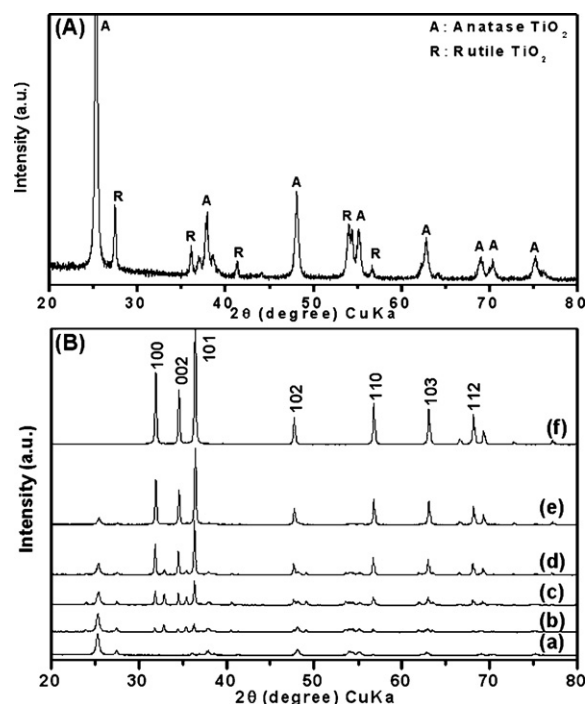 (A)
A
A : Anatase TiO2
R : Rutile TiO2
R
R
A
R
A
R
A
R
A
A
A
A
Intensity (a.u.)
20 30 40 50 60 70 80
2θ (degree) CuKa
(B)
100
002
101
102
110
103
112
(f)
(e)
(d)
(c)
(b)
(a)
Intensity (a.u.)
20 30 40 50 60 70 80
2θ (degree) CuKa